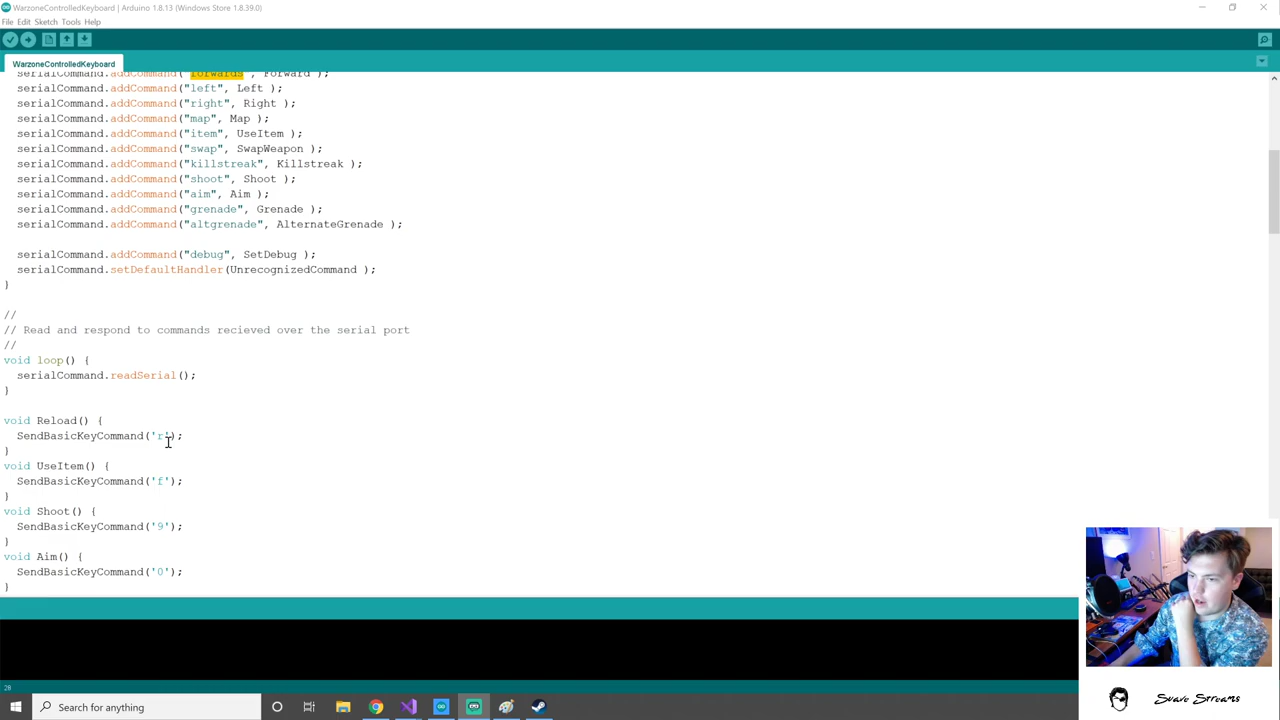 WarzoneControlledKeyboard | Arduino 1.8.13 (Windows Store 1.8.39.0)
File Edit Sketch Tools Help
WarzoneControlledKeyboard
serialCommand.addCommand("forwards", Forward );
serialCommand.addCommand("left", Left );
serialCommand.addCommand("right", Right );
serialCommand.addCommand("map", Map );
serialCommand.addCommand("item", UseItem );
serialCommand.addCommand("swap", SwapWeapon );
serialCommand.addCommand("killstreak", Killstreak );
serialCommand.addCommand("shoot", Shoot );
serialCommand.addCommand("aim", Aim );
serialCommand.addCommand("grenade", Grenade );
serialCommand.addCommand("altgrenade", AlternateGrenade );
serialCommand.addCommand("debug", SetDebug );
serialCommand.setDefaultHandler(UnrecognizedCommand );
}
//
// Read and respond to commands recieved over the serial port
//
void loop() {
serialCommand.readSerial();
}
void Reload() {
SendBasicKeyCommand('r');
}
void UseItem() {
SendBasicKeyCommand('f');
}
void Shoot() {
SendBasicKeyCommand('9');
}
void Aim() {
SendBasicKeyCommand('0');
}
26
Search for anything
Suave Streams